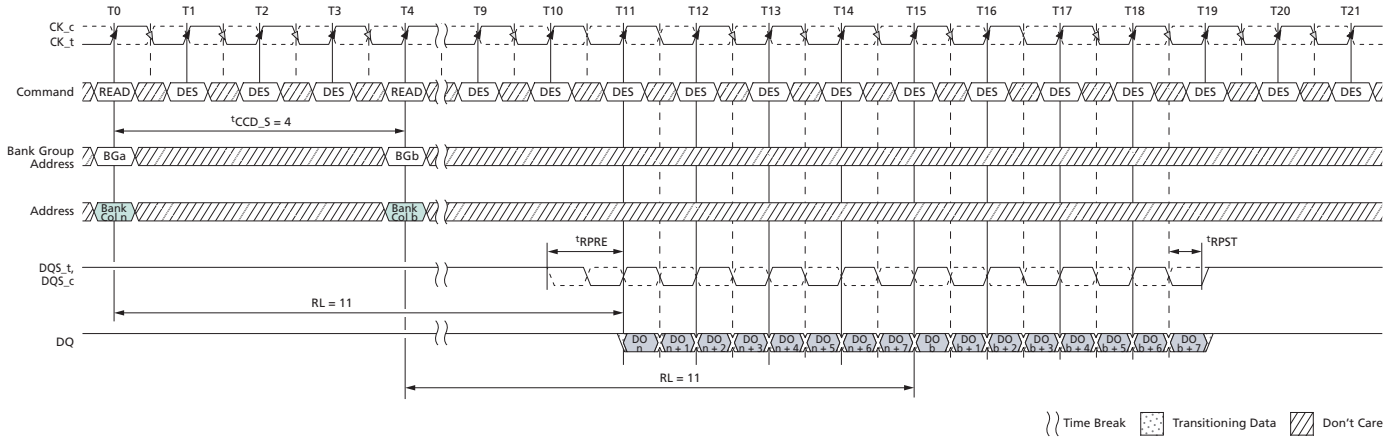 T0 T1 T2 T3 T4 T9 T10 T11 T12 T13 T14 T15 T16 T17 T18 T19 T20 T21
CK_c
CK_t
Command READ DES DES DES READ DES DES DES DES DES DES DES DES DES DES DES DES DES
tCCD_S = 4
Bank Group
Address
BGa BGb
Address
Bank
Col n
Bank
Col b
tRPRE tRPST
DQS_t,
DQS_c
RL = 11
DQ
DO
n
DO
n + 1
DO
n + 2
DO
n + 3
DO
n + 4
DO
n + 5
DO
n + 6
DO
n + 7
DO
b
DO
b + 1
DO
b + 2
DO
b + 3
DO
b + 4
DO
b + 5
DO
b + 6
DO
b + 7
RL = 11
Time Break Transitioning Data Don't Care